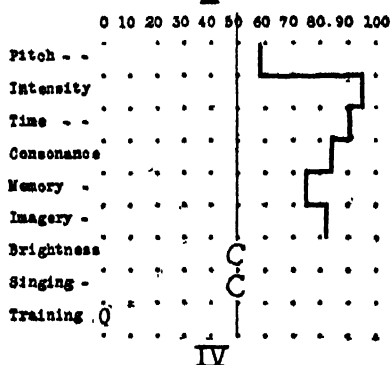 0 10 20 30 40 50 60 70 80 90 100
Pitch - -
Intensity
Time - -
Consonance
Memory -
Imagery -
Brightness C
Singing - C
Training Q
IV